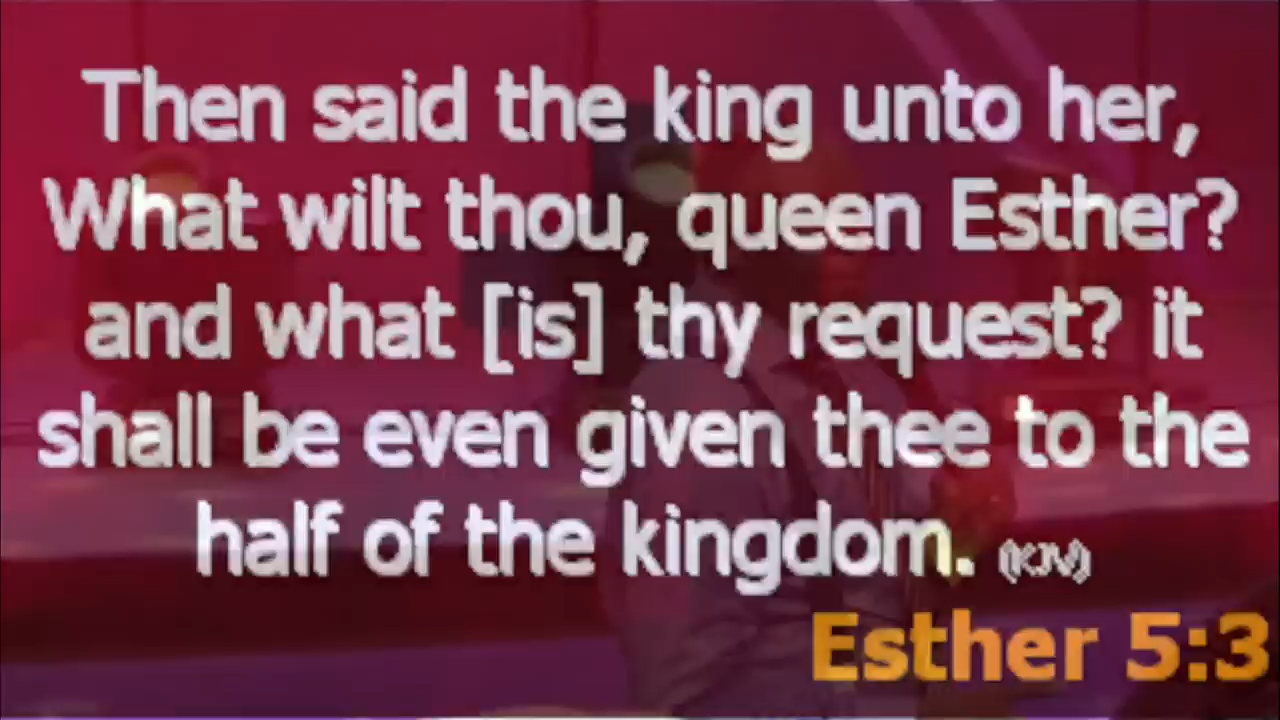 Then said the king unto her,
What wilt thou, queen Esther?
and what [is] thy request? it
shall be even given thee to the
half of the kingdom. (KJV)
Esther 5:3